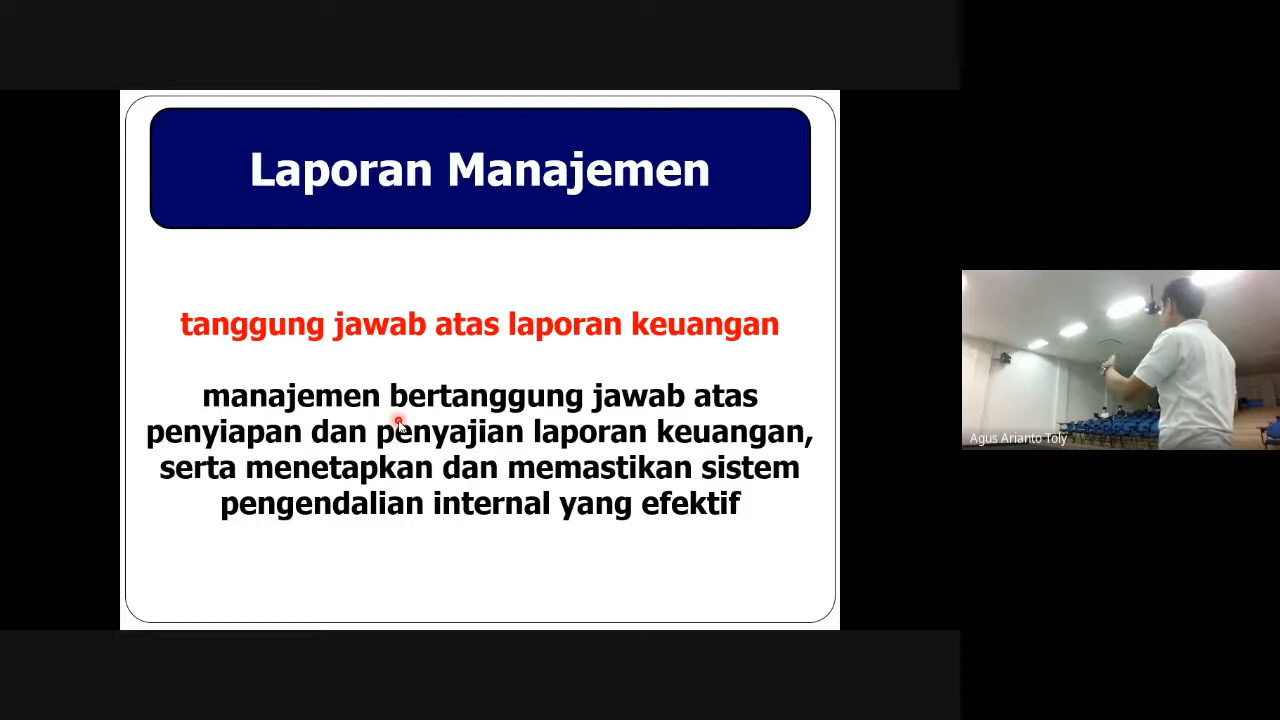 Laporan Manajemen
tanggung jawab atas laporan keuangan
manajemen bertanggung jawab atas
penyiapan dan penyajian laporan keuangan,
serta menetapkan dan memastikan sistem
pengendalian internal yang efektif
Agus Arianto Toly